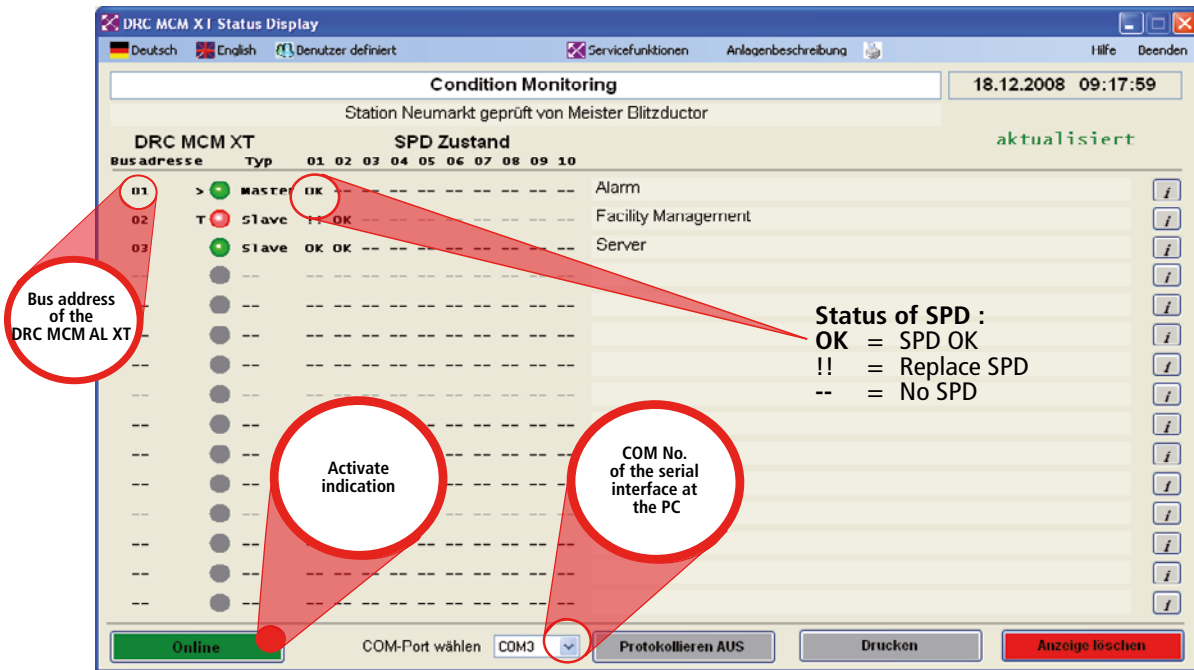 DRC MCM XT Status Display
Deutsch English Benutzer definiert Servicefunktionen Anlagenbeschreibung Hilfe Beenden
Condition Monitoring 18.12.2008 09:17:59
Station Neumarkt geprüft von Meister Blitzductor
DRC MCM XT SPD Zustand aktualisiert
Busadresse Typ 01 02 03 04 05 06 07 08 09 10
01 > Master OK -- -- -- -- -- -- -- -- -- Alarm i
02 T Slave !! OK -- -- -- -- -- -- -- -- Facility Management i
03 Slave OK OK -- -- -- -- -- -- -- -- Server i
-- -- -- -- -- -- -- -- -- -- -- -- i
Bus address
of the
DRC MCM AL XT
-- -- -- -- -- -- -- -- -- -- -- i
-- -- -- -- -- -- -- -- -- -- -- i
-- -- -- -- -- -- -- -- -- -- -- i
-- -- -- -- -- -- -- -- -- -- -- -- i
Status of SPD :
OK = SPD OK
!! = Replace SPD
-- = No SPD
-- -- -- -- -- -- -- -- i
-- -- -- -- -- -- i
-- -- -- -- -- -- i
-- -- -- -- -- -- i
-- -- -- -- -- -- -- i
-- -- -- -- -- -- -- -- -- -- i
-- -- -- -- -- -- -- -- -- -- -- -- i
Activate
indication
COM No.
of the serial
interface at
the PC
Online COM-Port wählen COM3 Protokollieren AUS Drucken Anzeige löschen